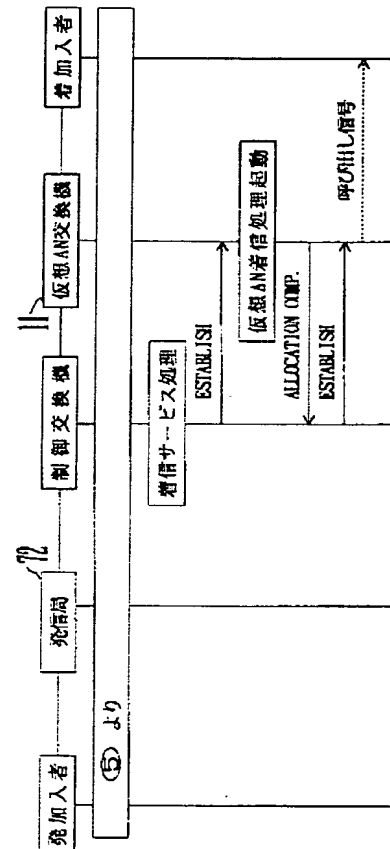 発加入者
発信局
72
制御交換機
仮想AN交換機
11
着加入者
⑤ より
着信サービス処理
ESTABLISH
仮想AN着信処理起動
ALLOCATION COMP.
ESTABLISH
呼び出し信号